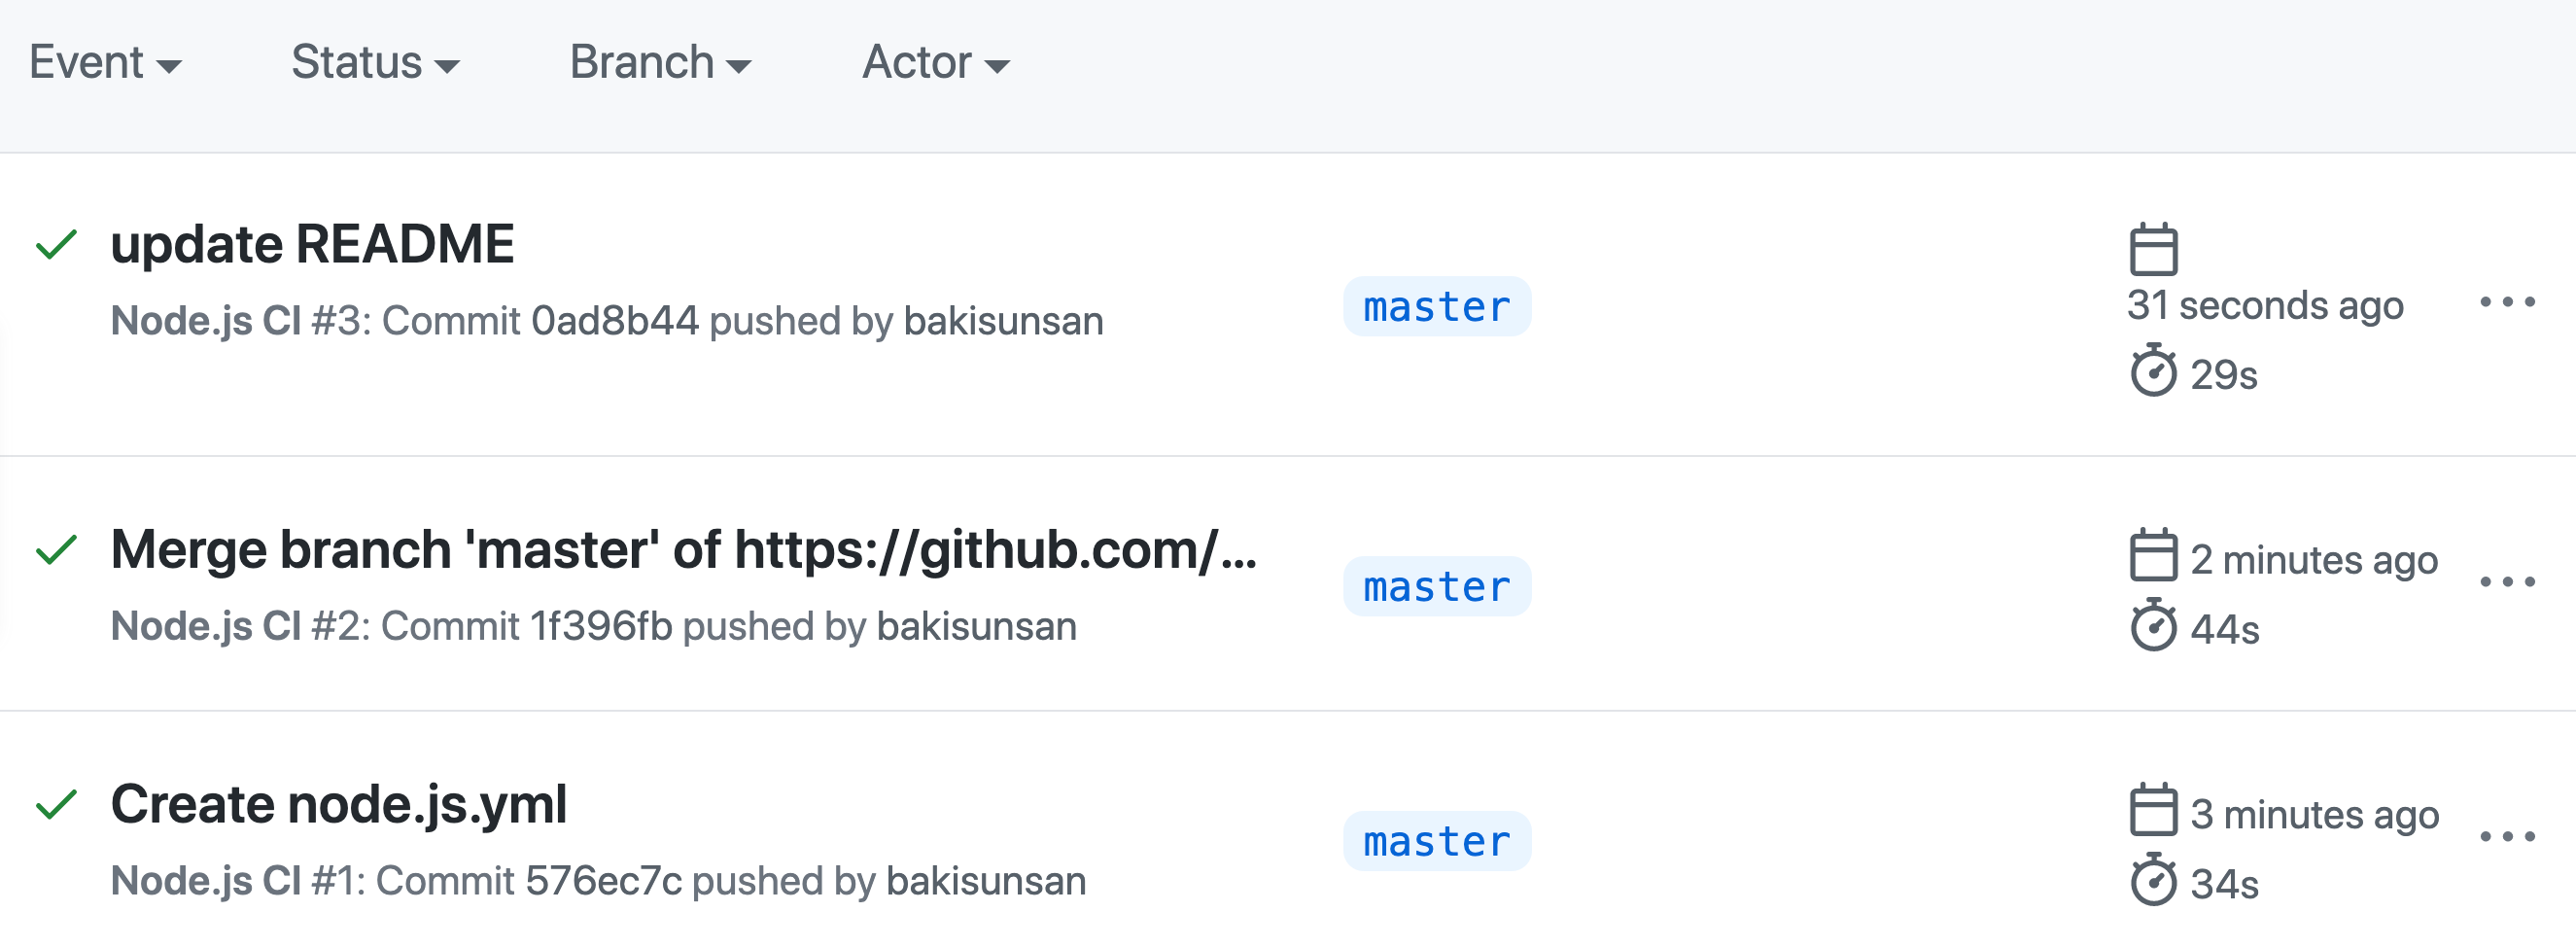 Event Status Branch Actor
update README
Node.js CI #3: Commit 0ad8b44 pushed by bakisunsan
master
31 seconds ago
29s
Merge branch 'master' of https://github.com/...
Node.js CI #2: Commit 1f396fb pushed by bakisunsan
master
2 minutes ago
44s
Create node.js.yml
Node.js CI #1: Commit 576ec7c pushed by bakisunsan
master
3 minutes ago
34s